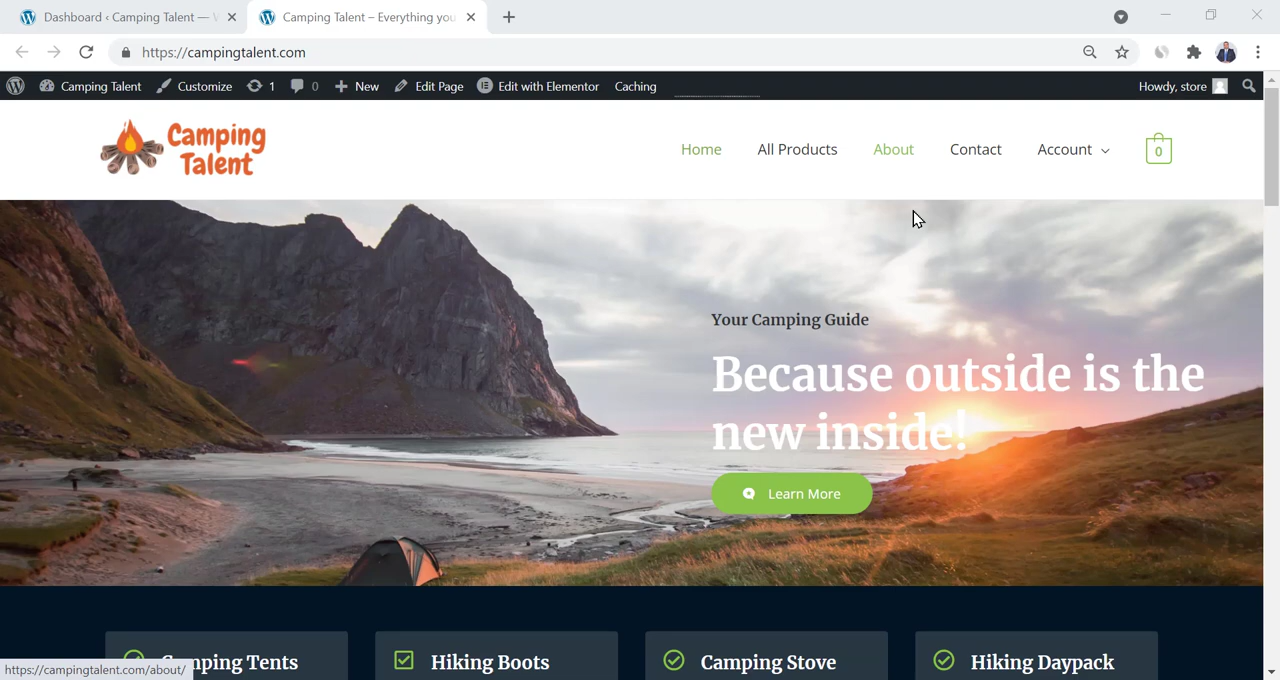 Dashboard ‹ Camping Talent — W
Camping Talent – Everything you
https://campingtalent.com
Camping Talent
Customize
1
0
New
Edit Page
Edit with Elementor
Caching
Howdy, store
Camping
Talent
Home
All Products
About
Contact
Account
0
Your Camping Guide
Because outside is the
new inside!
Learn More
mping Tents
Hiking Boots
Camping Stove
Hiking Daypack
https://campingtalent.com/about/